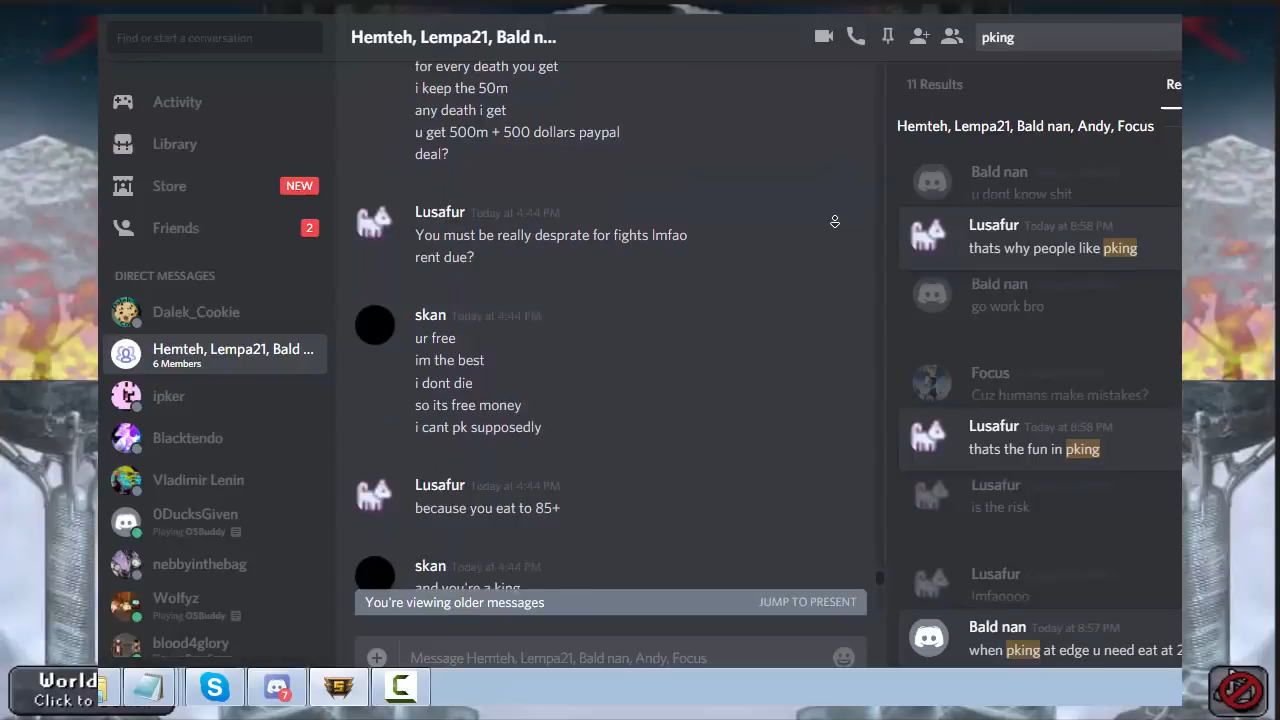 Find or start a conversation
Activity
Library
Store
NEW
Friends
2
DIRECT MESSAGES
Dalek_Cookie
Hemteh, Lempa21, Bald ...
6 Members
ipker
Blacktendo
Vladimir Lenin
0DucksGiven
Playing OSBuddy
nebbyinthebag
Wolfyz
Playing OSBuddy
blood4glory
Hemteh, Lempa21, Bald n...
for every death you get
i keep the 50m
any death i get
u get 500m + 500 dollars paypal
deal?
Lusafur Today at 4:44 PM
You must be really desprate for fights lmfao
rent due?
skan Today at 4:44 PM
ur free
im the best
i dont die
so its free money
i cant pk supposedly
Lusafur Today at 4:44 PM
because you eat to 85+
skan Today at 4:44 PM
and you're a king
You're viewing older messages
JUMP TO PRESENT
Message Hemteh, Lempa21, Bald nan, Andy, Focus
pking
11 Results
Re
Hemteh, Lempa21, Bald nan, Andy, Focus
Bald nan
u dont know shit
Lusafur Today at 8:58 PM
thats why people like pking
Bald nan
go work bro
Focus
Cuz humans make mistakes?
Lusafur Today at 8:58 PM
thats the fun in pking
Lusafur
is the risk
Lusafur
lmfaoooo
Bald nan Today at 8:57 PM
when pking at edge u need eat at 2
World
Click to
7